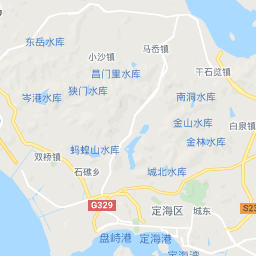 东岳水库
马岙镇
小沙镇
昌门里水库
干石览镇
狭门水库
岑港水库
南洞水库
金山水库
白泉镇
金林水库
蚂蝗山水库
双桥镇
石礁乡
城北水库
G329
定海区
城东
S23
盘峙港
定海港